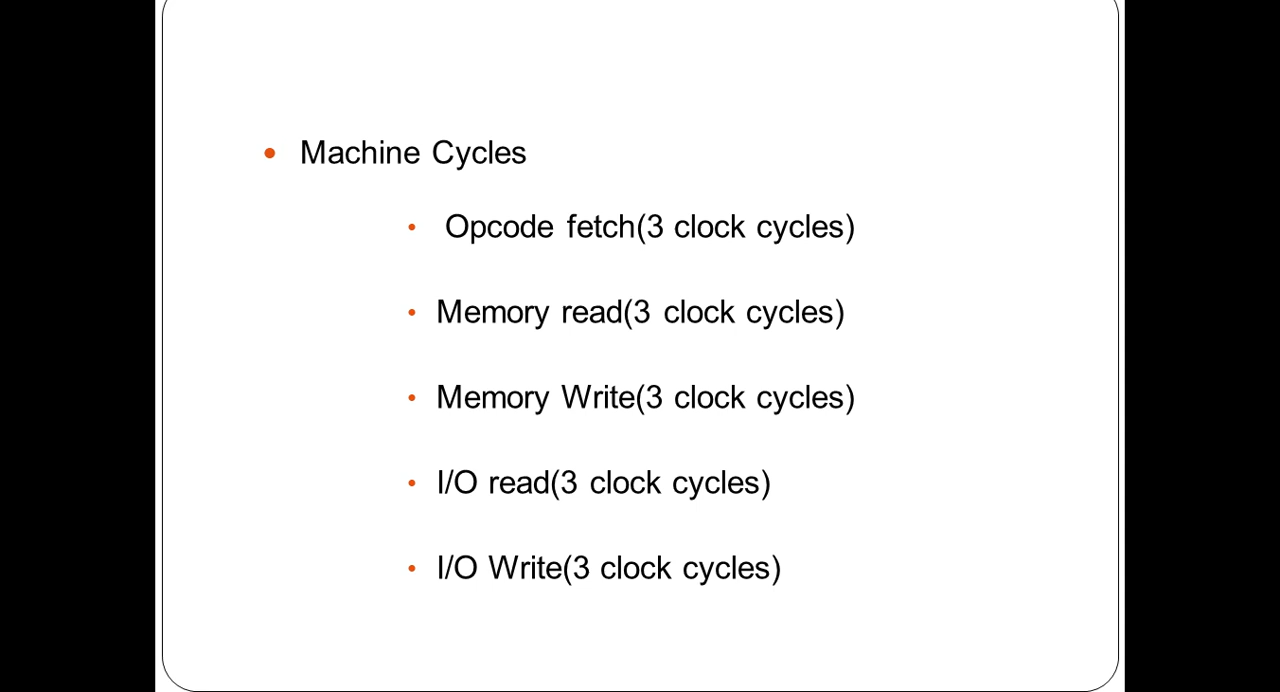 • Machine Cycles
• Opcode fetch(3 clock cycles)
• Memory read(3 clock cycles)
• Memory Write(3 clock cycles)
• I/O read(3 clock cycles)
• I/O Write(3 clock cycles)